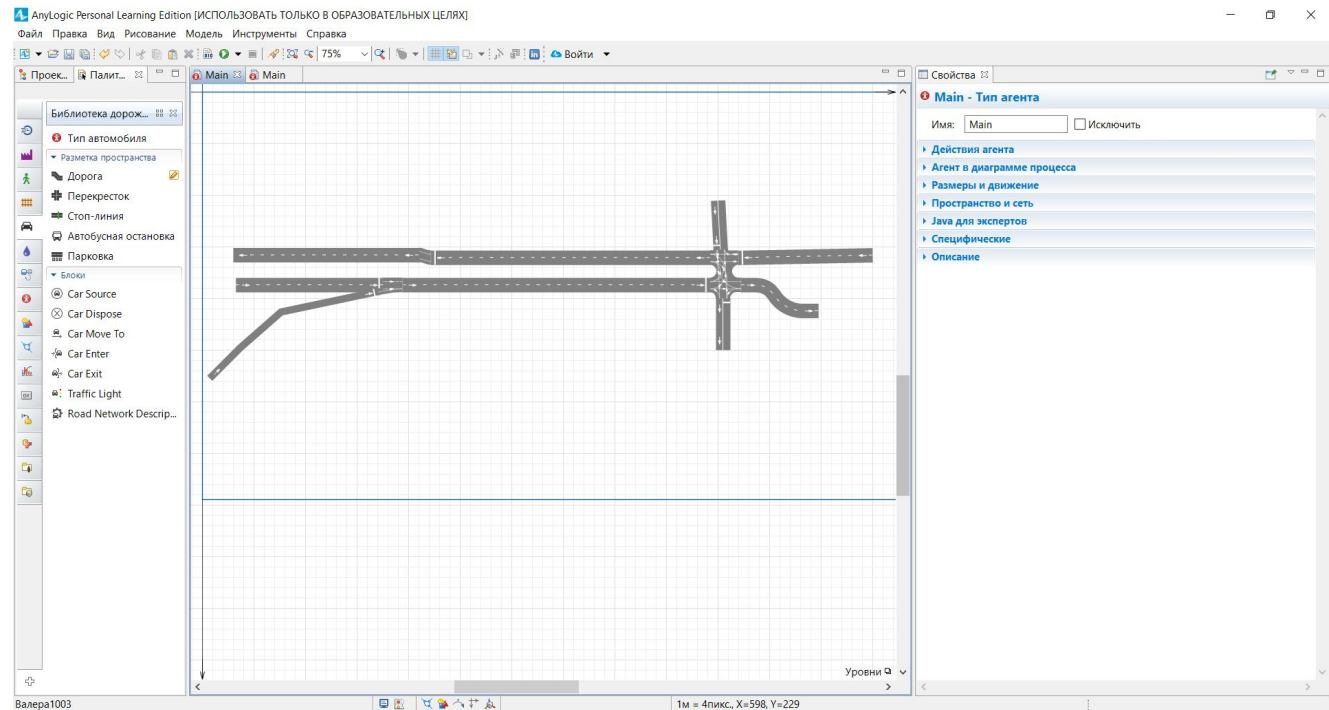 AnyLogic Personal Learning Edition [ИСПОЛЬЗОВАТЬ ТОЛЬКО В ОБРАЗОВАТЕЛЬНЫХ ЦЕЛЯХ]
Файл Правка Вид Рисование Модель Инструменты Справка
75% Войти
Проек... Палит... Main Main Свойства
Библиотека дорож...
Тип автомобиля
Разметка пространства
Дорога
Перекресток
Стоп-линия
Автобусная остановка
Парковка
Блоки
Car Source
Car Dispose
Car Move To
Car Enter
Car Exit
Traffic Light
Road Network Descrip...
Main - Тип агента
Имя: Main Исключить
Действия агента
Агент в диаграмме процесса
Размеры и движение
Пространство и сеть
Java для экспертов
Специфические
Описание
Уровни
Валера1003 1м = 4пикс., X=598, Y=229